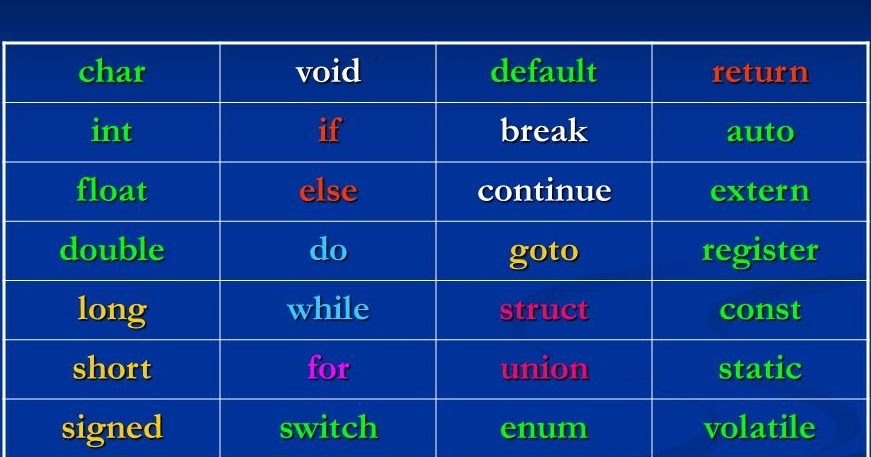 char void default return
int if break auto
float else continue extern
double do goto register
long while struct const
short for union static
signed switch enum volatile